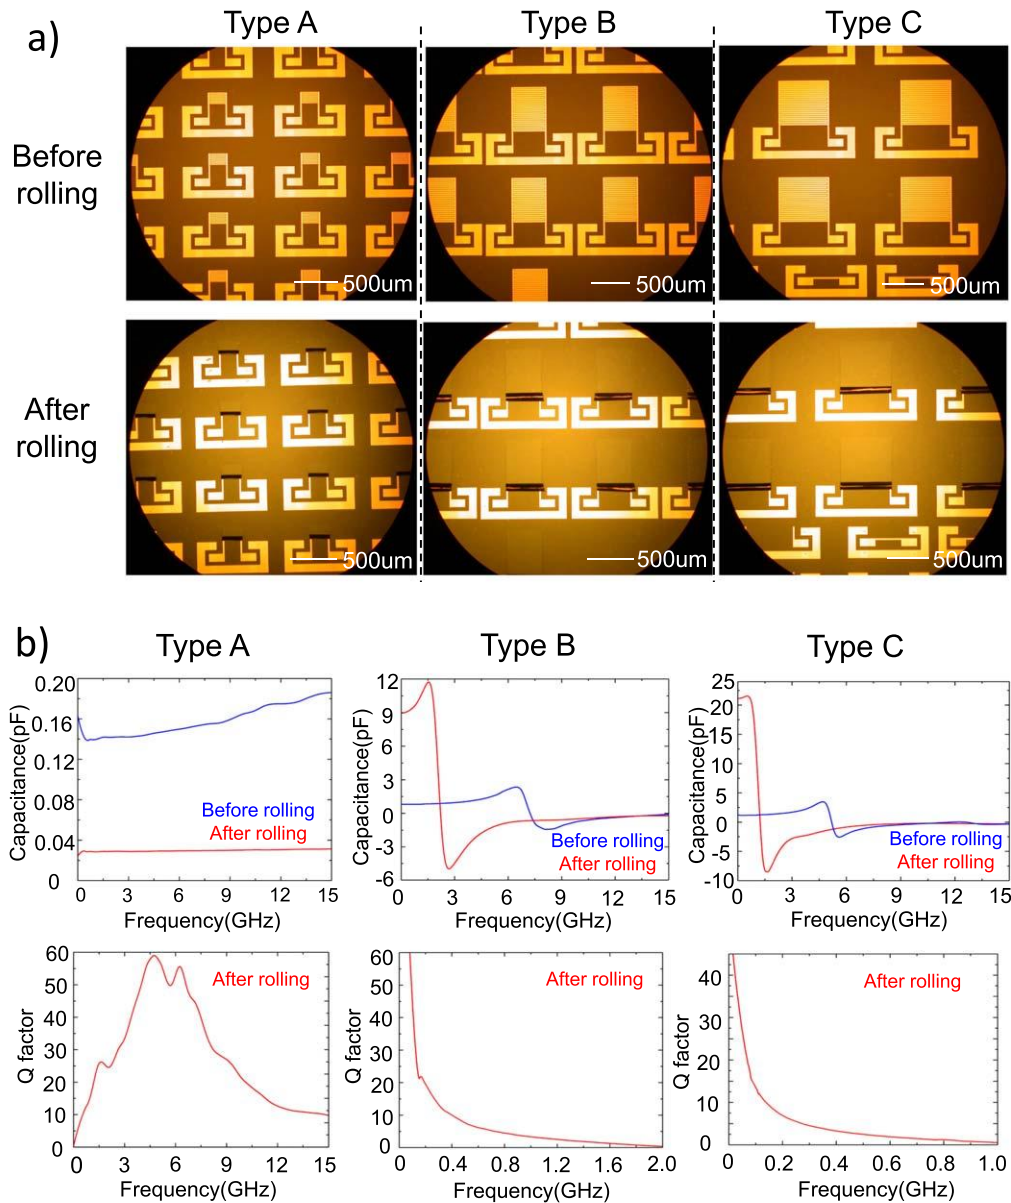 a)
Type A
Type B
Type C
Before
rolling
500um
500um
500um
After
rolling
500um
500um
500um
b)
Type A
Type B
Type C
Capacitance(pF)
0.20
0.16
0.12
0.08
0.04
0
Before rolling
After rolling
0 3 6 9 12 15
Frequency(GHz)
Capacitance(pF)
12
9
6
3
0
-3
-6
Before rolling
After rolling
0 3 6 9 12 15
Frequency(GHz)
Capacitance(pF)
25
20
15
10
5
0
-5
-10
Before rolling
After rolling
0 3 6 9 12 15
Frequency(GHz)
Q factor
60
50
40
30
20
10
0
After rolling
0 3 6 9 12 15
Frequency(GHz)
Q factor
60
50
40
30
20
10
0
After rolling
0 0.4 0.8 1.2 1.6 2.0
Frequency(GHz)
Q factor
40
30
20
10
0
After rolling
0 0.2 0.4 0.6 0.8 1.0
Frequency(GHz)